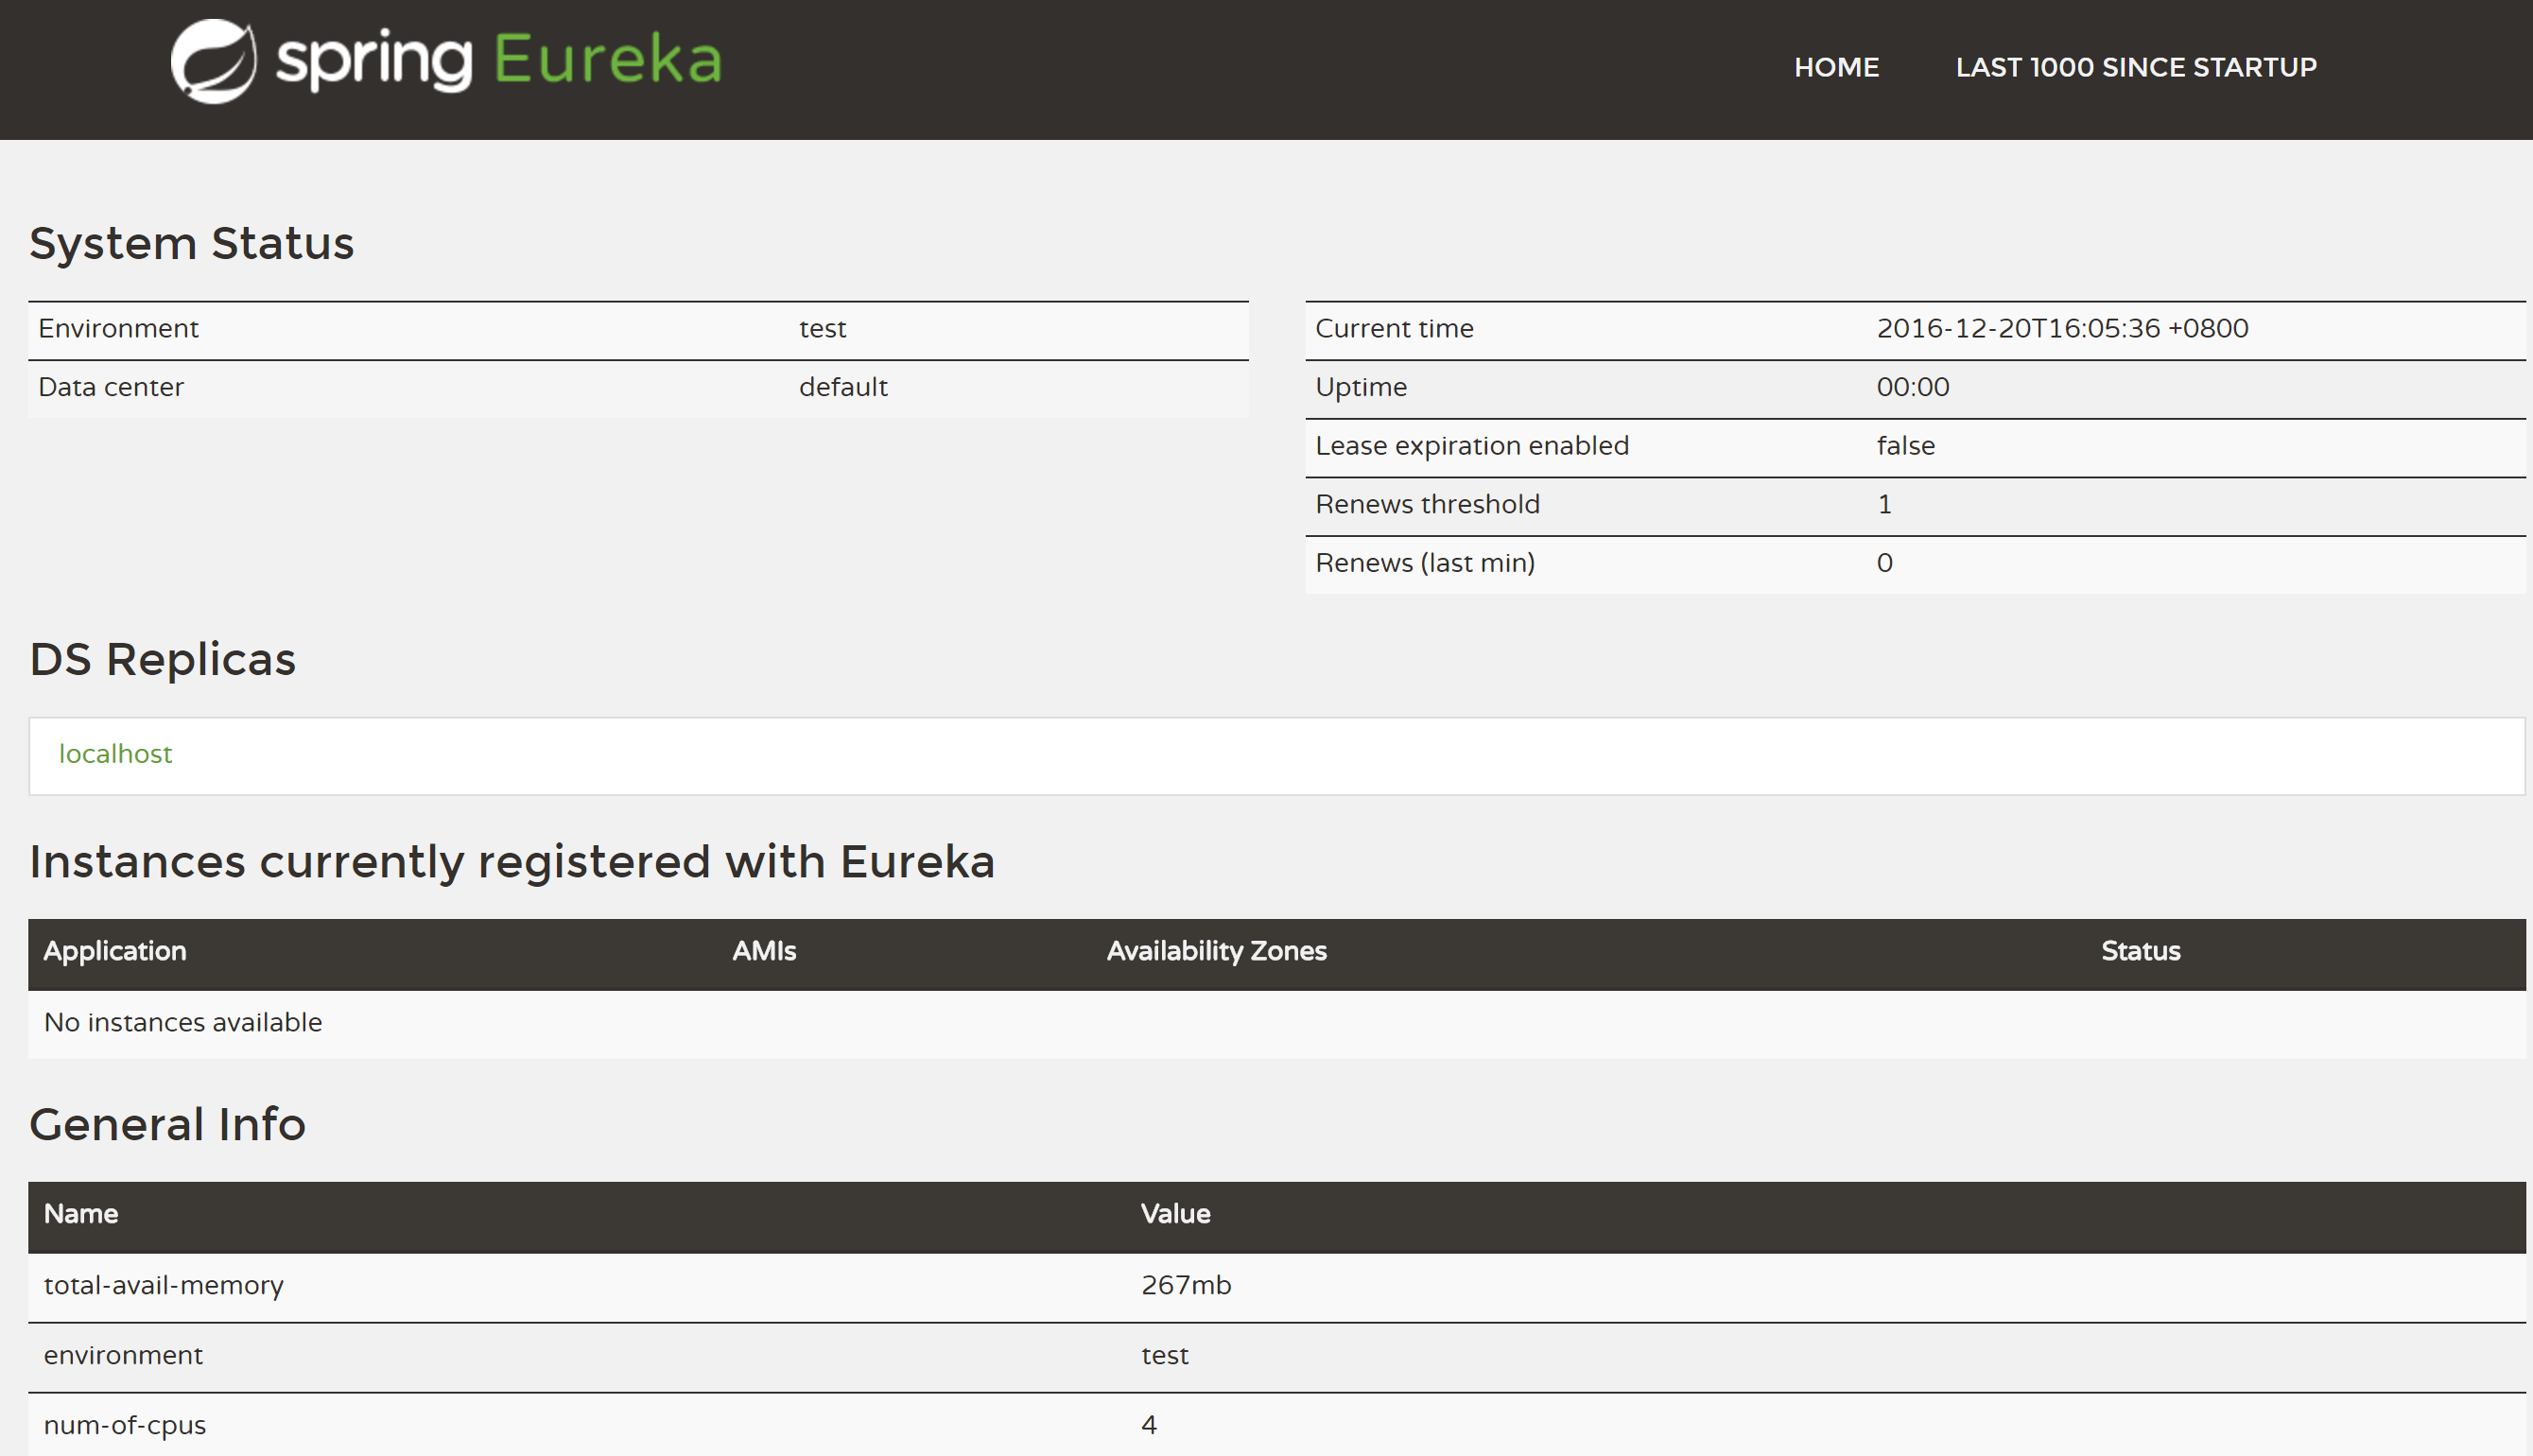 spring Eureka
HOME LAST 1000 SINCE STARTUP
System Status
Environment test
Data center default
Current time 2016-12-20T16:05:36 +0800
Uptime 00:00
Lease expiration enabled false
Renews threshold 1
Renews (last min) 0
DS Replicas
localhost
Instances currently registered with Eureka
Application AMIs Availability Zones Status
No instances available
General Info
Name Value
total-avail-memory 267mb
environment test
num-of-cpus 4